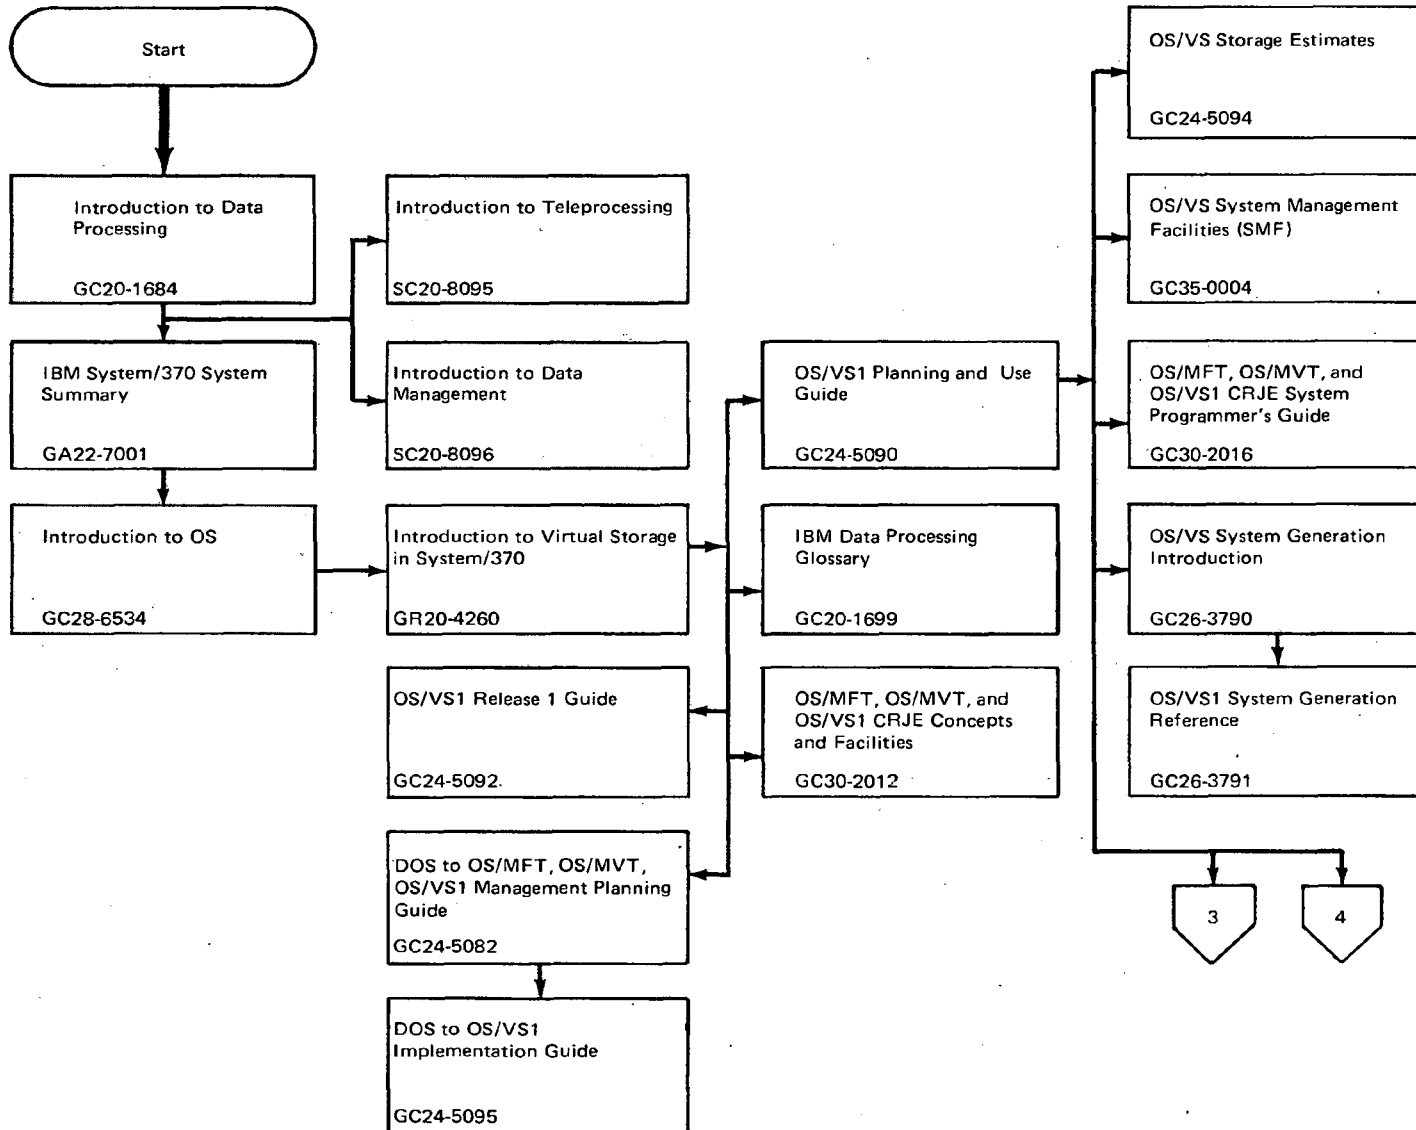 Start
Introduction to Data
Processing
GC20-1684
IBM System/370 System
Summary
GA22-7001
Introduction to OS
GC28-6534
Introduction to Teleprocessing
SC20-8095
Introduction to Data
Management
SC20-8096
Introduction to Virtual Storage
in System/370
GR20-4260
OS/VS1 Release 1 Guide
GC24-5092.
DOS to OS/MFT, OS/MVT,
OS/VS1 Management Planning
Guide
GC24-5082
DOS to OS/VS1
Implementation Guide
GC24-5095
OS/VS1 Planning and Use
Guide
GC24-5090
IBM Data Processing
Glossary
GC20-1699
OS/MFT, OS/MVT, and
OS/VS1 CRJE Concepts
and Facilities
GC30-2012
OS/VS Storage Estimates
GC24-5094
OS/VS System Management
Facilities (SMF)
GC35-0004
OS/MFT, OS/MVT, and
OS/VS1 CRJE System
Programmer's Guide
GC30-2016
OS/VS System Generation
Introduction
GC26-3790
OS/VS1 System Generation
Reference
GC26-3791
3
4